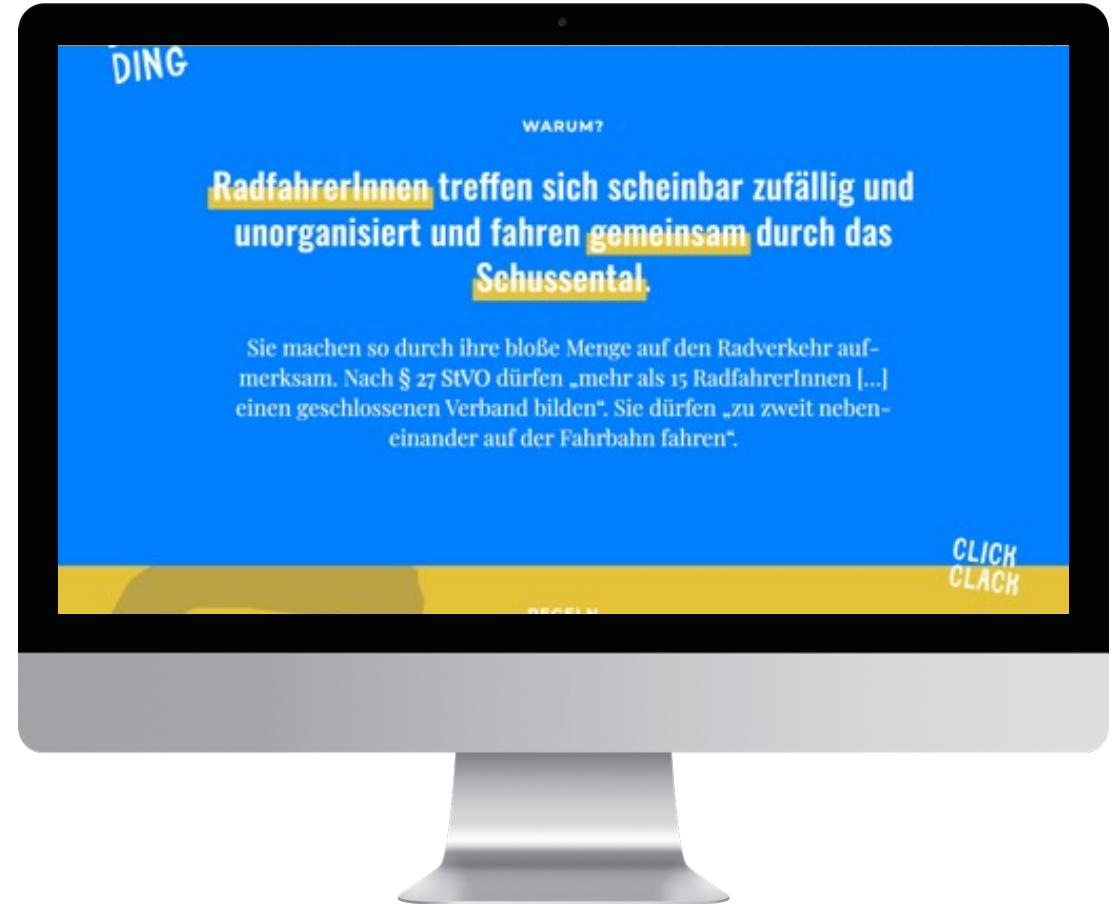 DING
WARUM?
RadfahrerInnen treffen sich scheinbar zufällig und
unorganisiert und fahren gemeinsam durch das
Schussental.
Sie machen so durch ihre bloße Menge auf den Radverkehr auf-
merksam. Nach § 27 StVO dürfen „mehr als 15 RadfahrerInnen [...]
einen geschlossenen Verband bilden“. Sie dürfen „zu zweit neben-
einander auf der Fahrbahn fahren“.
CLICK
CLACK
REGELN